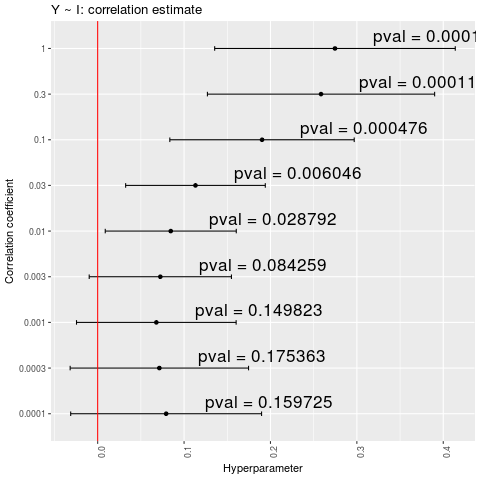 Y ~ I: correlation estimate
pval = 0.0001
1
pval = 0.00011
0.3
pval = 0.000476
0.1
pval = 0.006046
0.03
pval = 0.028792
0.01
pval = 0.084259
0.003
pval = 0.149823
0.001
pval = 0.175363
0.0003
pval = 0.159725
0.0001
Correlation coefficient
0.0
0.1
0.2
0.3
0.4
Hyperparameter